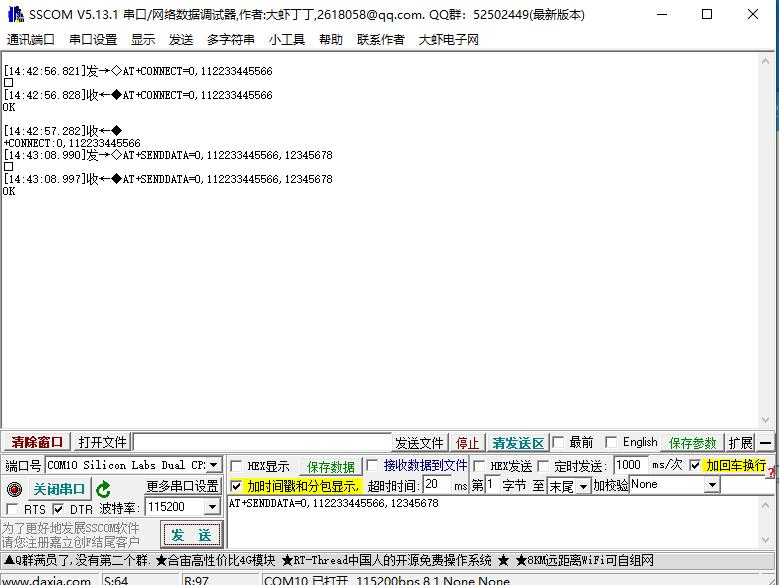 SSCOM V5.13.1 串口/网络数据调试器,作者:大虾丁丁,2618058@qq.com. QQ群: 52502449(最新版本)
通讯端口 串口设置 显示 发送 多字符串 小工具 帮助 联系作者 大虾电子网
[14:42:56.821]发→◇AT+CONNECT=0,112233445566
□
[14:42:56.828]收←◆AT+CONNECT=0,112233445566
OK
[14:42:57.282]收←◆
+CONNECT:0,112233445566
[14:43:08.990]发→◇AT+SENDDATA=0,112233445566,12345678
□
[14:43:08.997]收←◆AT+SENDDATA=0,112233445566,12345678
OK
清除窗口 打开文件 发送文件 停止 清发送区 最前 English 保存参数 扩展 —
端口号 COM10 Silicon Labs Dual CP: HEX显示 保存数据 接收数据到文件 HEX发送 定时发送: 1000 ms/次 加回车换行
关闭串口 更多串口设置 加时间戳和分包显示, 超时时间: 20 ms 第 1 字节 至 末尾 加校验 None
RTS DTR 波特率: 115200 AT+SENDDATA=0,112233445566,12345678
为了更好地发展SSCOM软件
请您注册嘉立创F结尾客户
发 送
▲Q群满员了,没有第二个群. ★合宙高性价比4G模块 ★RT-Thread中国人的开源免费操作系统 ★ ★8KM远距离WiFi可自组网
www.daxia.com S:64 R:97 COM10 已打开 115200bps,8,1,None,None